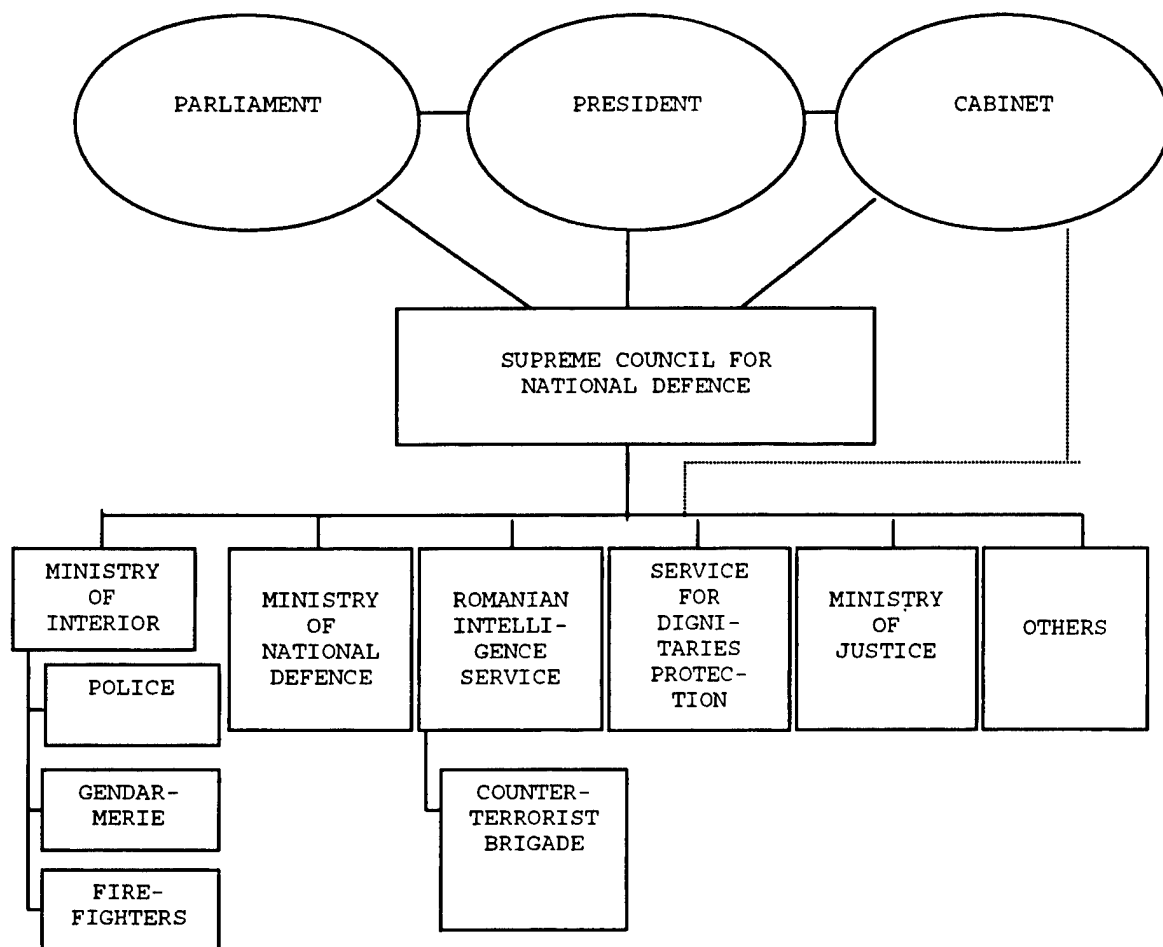 PARLIAMENT
PRESIDENT
CABINET
SUPREME COUNCIL FOR
NATIONAL DEFENCE
MINISTRY
OF
INTERIOR
MINISTRY
OF
NATIONAL
DEFENCE
ROMANIAN
INTELLI-
GENCE
SERVICE
SERVICE
FOR
DIGNI-
TARIES
PROTEC-
TION
MINISTRY
OF
JUSTICE
OTHERS
POLICE
GENDAR-
MERIE
FIRE-
FIGHTERS
COUNTER-
TERRORIST
BRIGADE